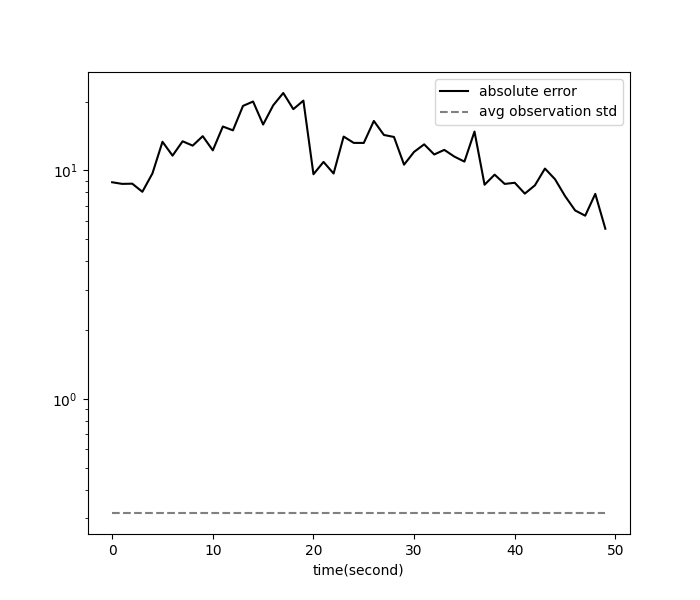 absolute error
avg observation std
10¹
10⁰
0 10 20 30 40 50
time(second)